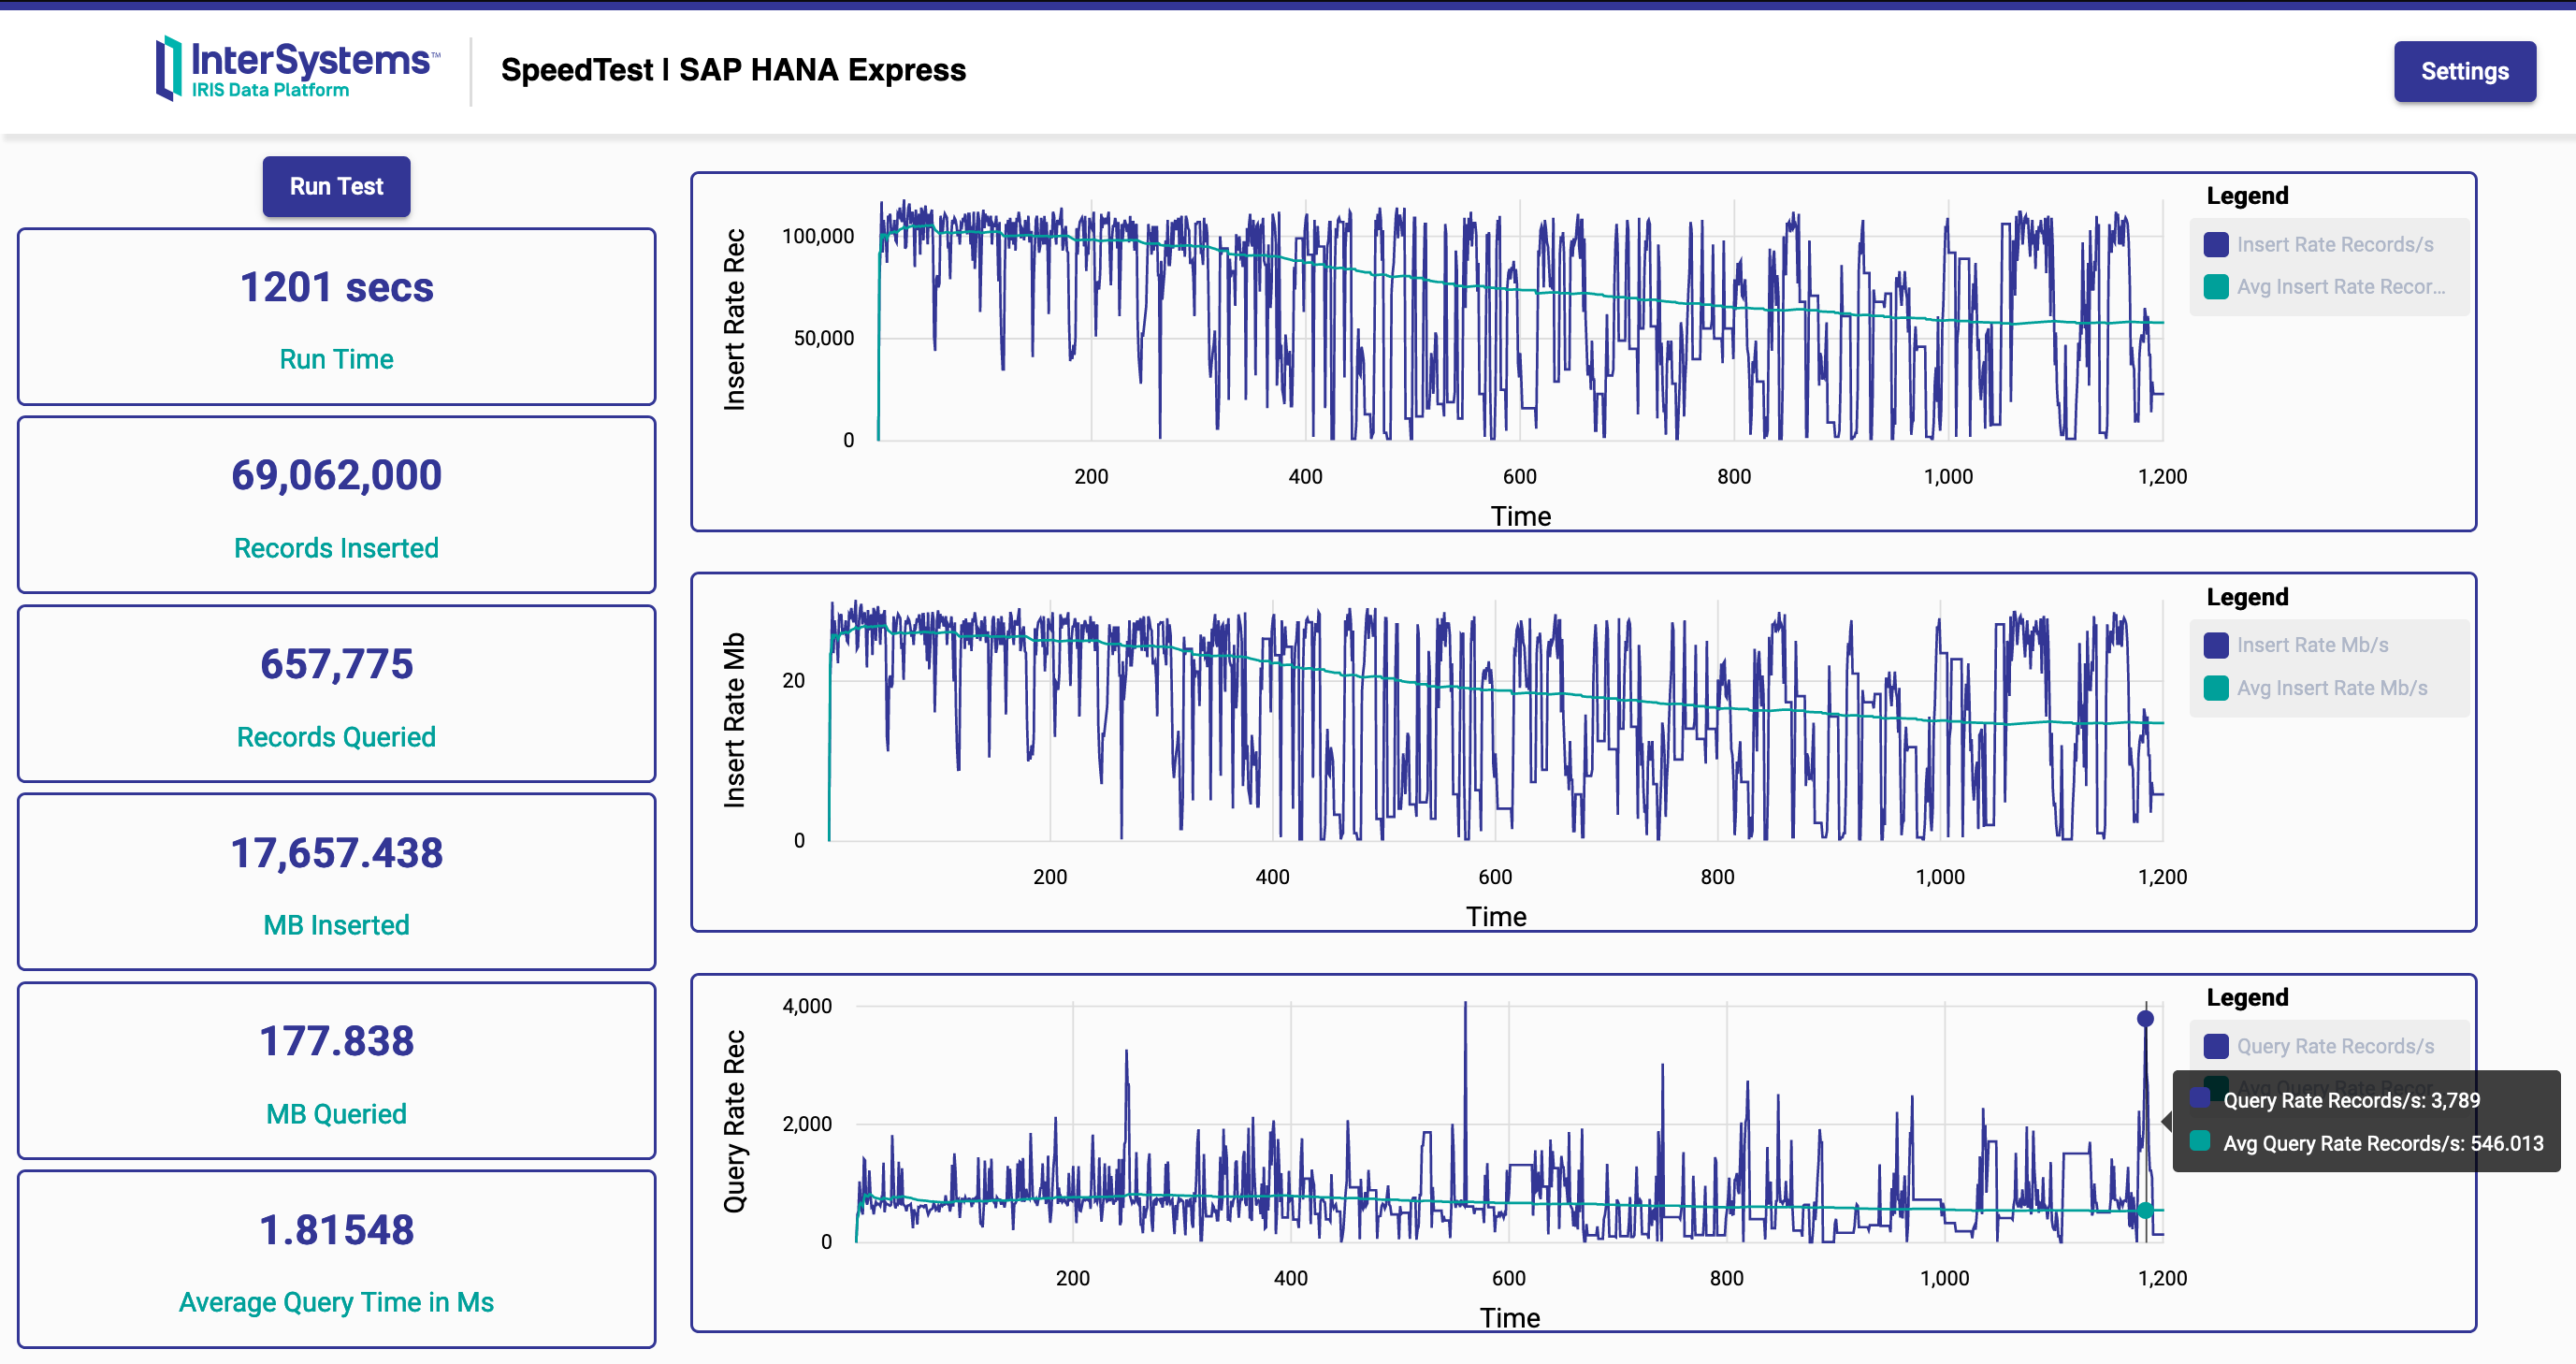 InterSystems™
IRIS Data Platform
SpeedTest | SAP HANA Express
Settings
Run Test
1201 secs
Run Time
69,062,000
Records Inserted
657,775
Records Queried
17,657.438
MB Inserted
177.838
MB Queried
1.81548
Average Query Time in Ms
Insert Rate Rec
100,000
50,000
0
200 400 600 800 1,000 1,200
Time
Legend
Insert Rate Records/s
Avg Insert Rate Recor...
Insert Rate Mb
20
0
200 400 600 800 1,000 1,200
Time
Legend
Insert Rate Mb/s
Avg Insert Rate Mb/s
Query Rate Rec
4,000
2,000
0
200 400 600 800 1,000 1,200
Time
Legend
Query Rate Records/s
Avg Query Rate Recor
Query Rate Records/s: 3,789
Avg Query Rate Records/s: 546.013